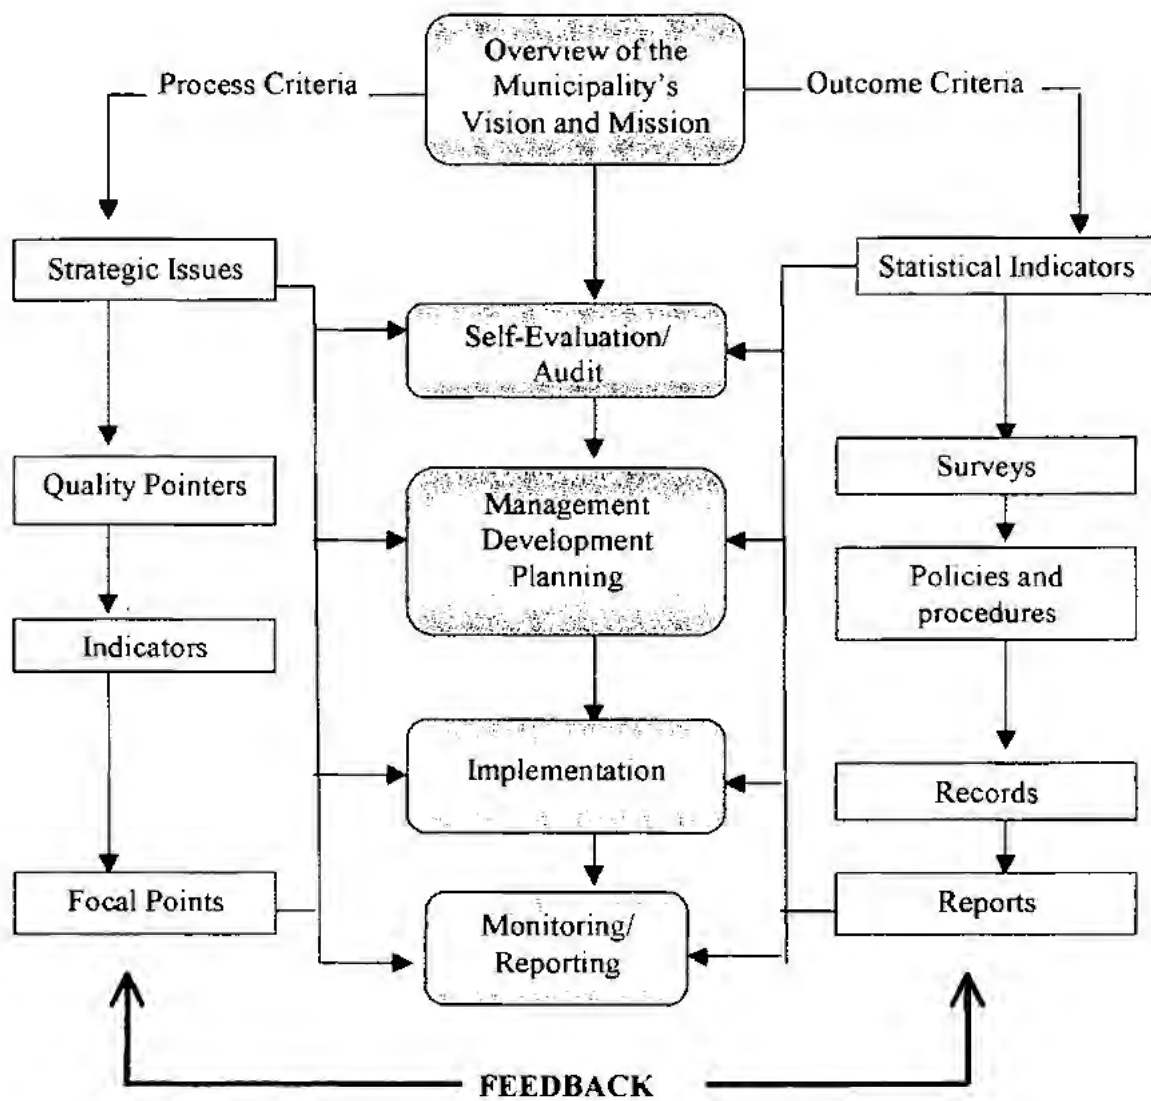 Overview of the
Municipality's
Vision and Mission
Process Criteria
Outcome Criteria
Strategic Issues
Statistical Indicators
Self-Evaluation/
Audit
Quality Pointers
Surveys
Management
Development
Planning
Policies and
procedures
Indicators
Implementation
Records
Focal Points
Reports
Monitoring/
Reporting
FEEDBACK